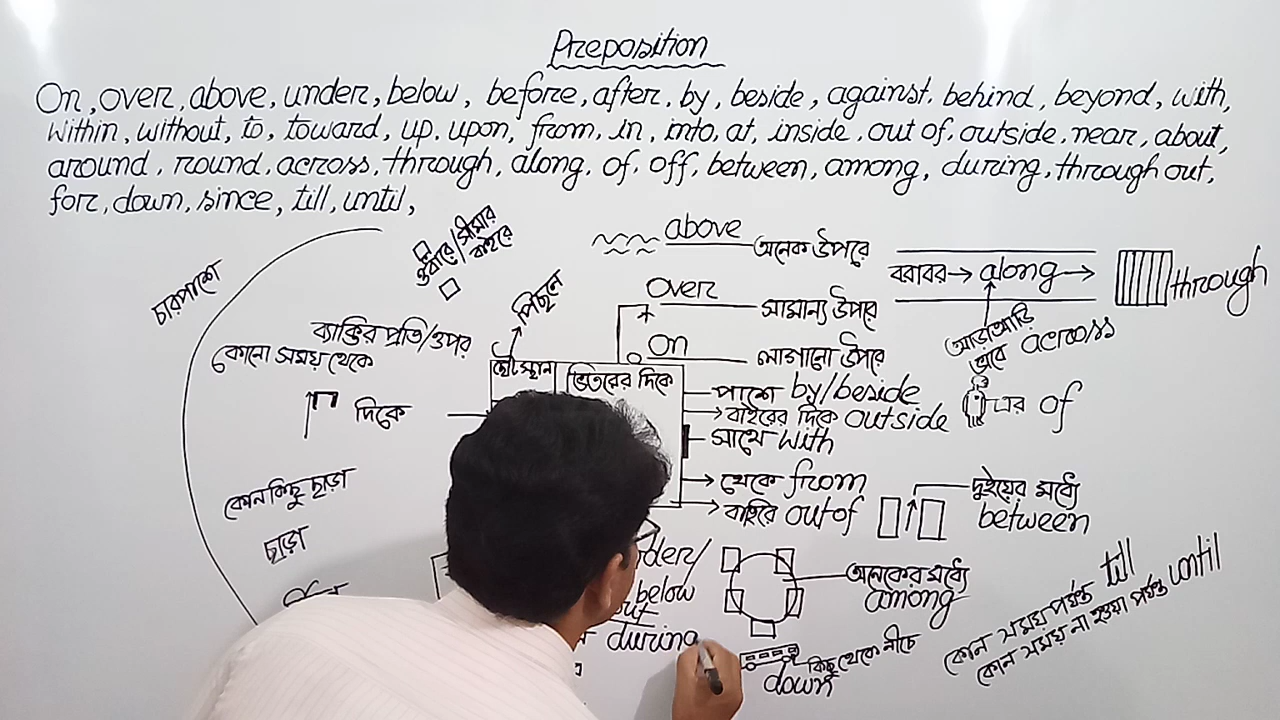 Preposition
On, over, above, under, below, before, after, by, beside, against, behind, beyond, with,
within, without, to, toward, up, upon, from, in, into, at, inside, out of, outside, near, about,
around, round, across, through, along, of, off, between, among, during, through out,
for, down, since, till, until,
চারপাশে
ওধারে/সীমার
বাইরে
পিছনে
above
অনেক উপরে
over
সামান্য উপরে
on
লাগানো উপরে
বরাবর → along →
through
আড়াআড়ি
across
ব্যাক্তির প্রতি/ওপর
কোনো সময় থেকে
দিকে
ভিতরের দিকে
পাশে by/beside
বাইরের দিকে outside
সাথে with
থেকে from
বাহিরে out of
এর of
দুইয়ের মধ্যে
between
কোন কিছু ছাড়া
ছাড়া
below
during
অনেকের মধ্যে
among
কিছু থেকে নীচে
down
কোন সময় পর্যন্ত till
কোন সময় না হওয়া পর্যন্ত until